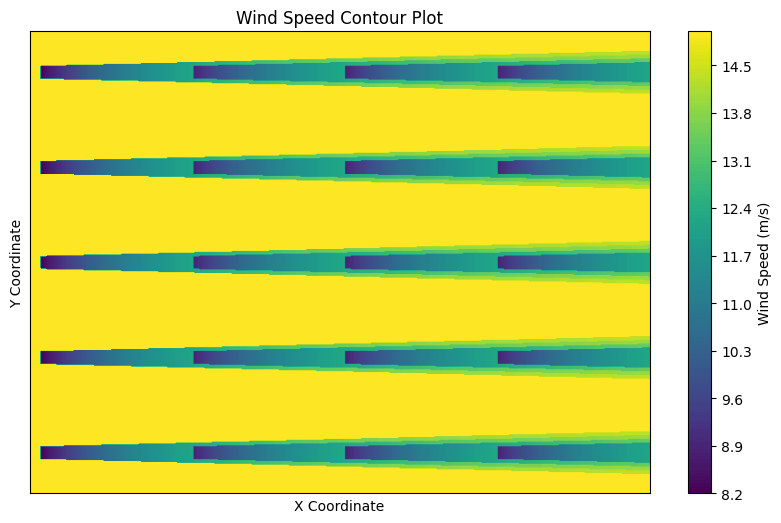 Wind Speed Contour Plot
Y Coordinate
X Coordinate
14.5
13.8
13.1
12.4
11.7
11.0
10.3
9.6
8.9
8.2
Wind Speed (m/s)